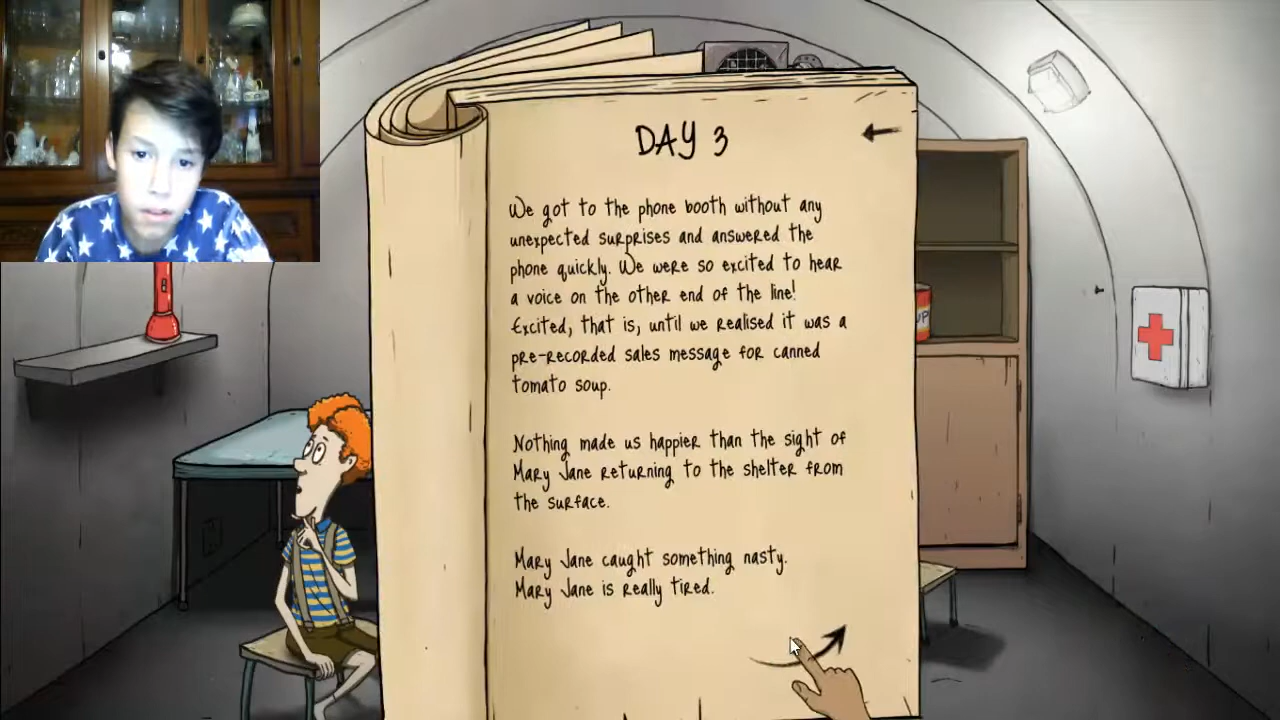 DAY 3
We got to the phone booth without any
unexpected surprises and answered the
phone quickly. We were so excited to hear
a voice on the other end of the line!
Excited, that is, until we realised it was a
pre-recorded sales message for canned
tomato soup.
Nothing made us happier than the sight of
Mary Jane returning to the shelter from
the surface.
Mary Jane caught something nasty.
Mary Jane is really tired.